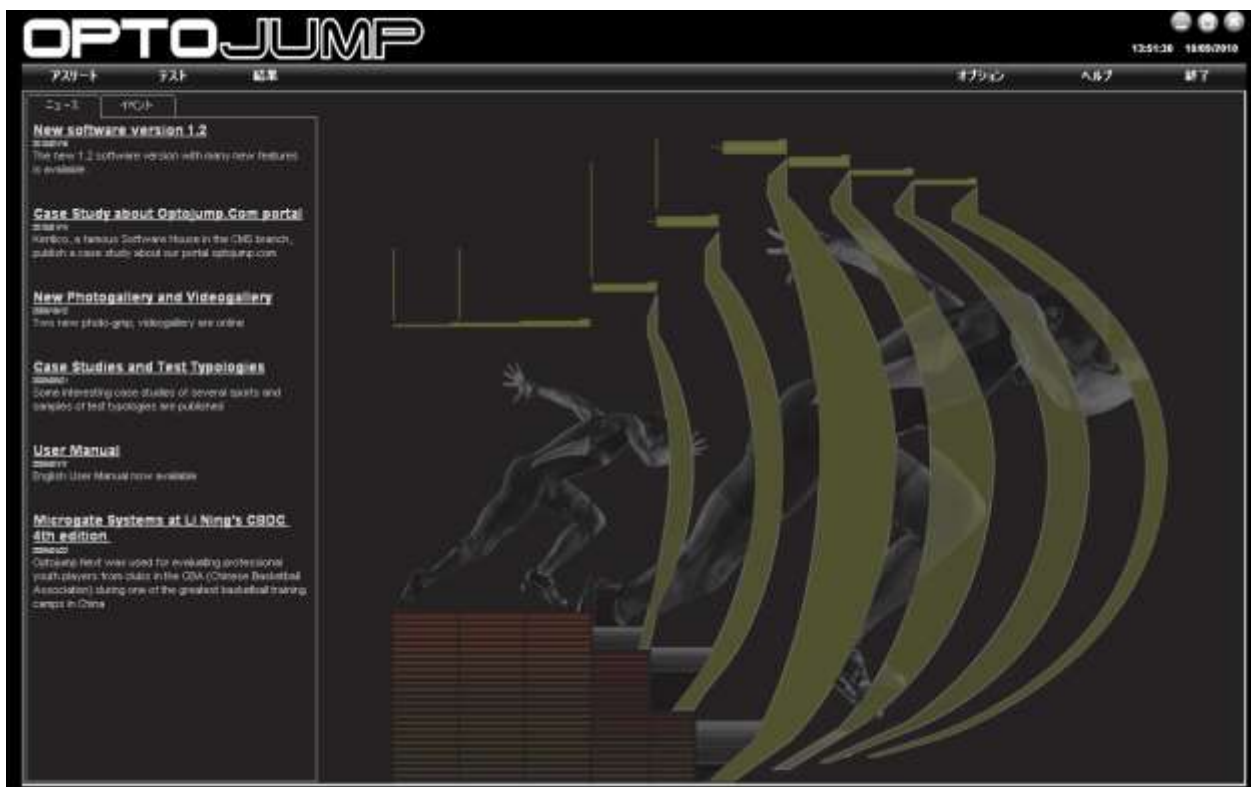 OPTOJUMP
13:51:36 18/05/2010
アスリート テスト 結果 オプション ヘルプ 終了
ニュース イベント
New software version 1.2
The new 1.2 software version with many new features
is available
Case Study about Optojump.Com portal
Kentico, a famous Software House in the CMS branch,
publish a case study about our portal optojump.com
New Photogallery and Videogallery
Two new photo-amp; videogallery are online
Case Studies and Test Typologies
Some interesting case studies of several sports and
samples of test typologies are published
User Manual
English User Manual now available
Microgate Systems at Li Ning's CBDC
4th edition
Optojump Next was used for evaluating professional
youth players from clubs in the CBA (Chinese Basketball
Association) during one of the greatest basketball training
camps in China